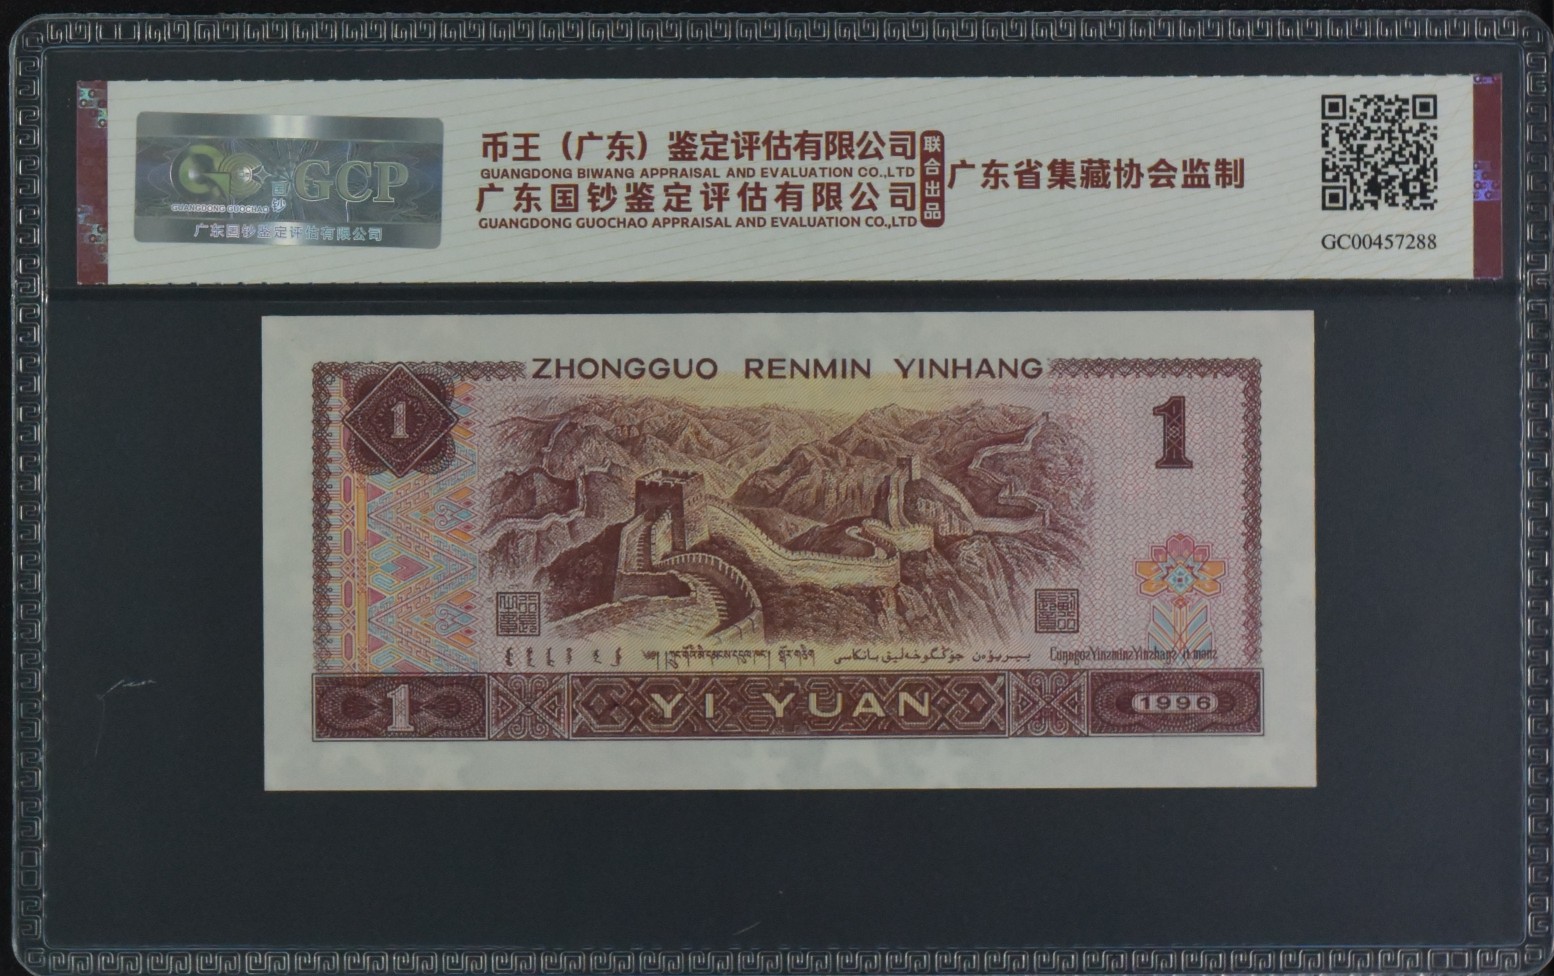 GCP
GUANGDONG GUOCHAO
广东国钞鉴定评估有限公司
币王（广东）鉴定评估有限公司
GUANGDONG BIWANG APPRAISAL AND EVALUATION CO.,LTD
广东国钞鉴定评估有限公司
GUANGDONG GUOCHAO APPRAISAL AND EVALUATION CO.,LTD
联合出品
广东省集藏协会监制
GC00457288
ZHONGGUO RENMIN YINHANG
1
1
1
YI YUAN
1996